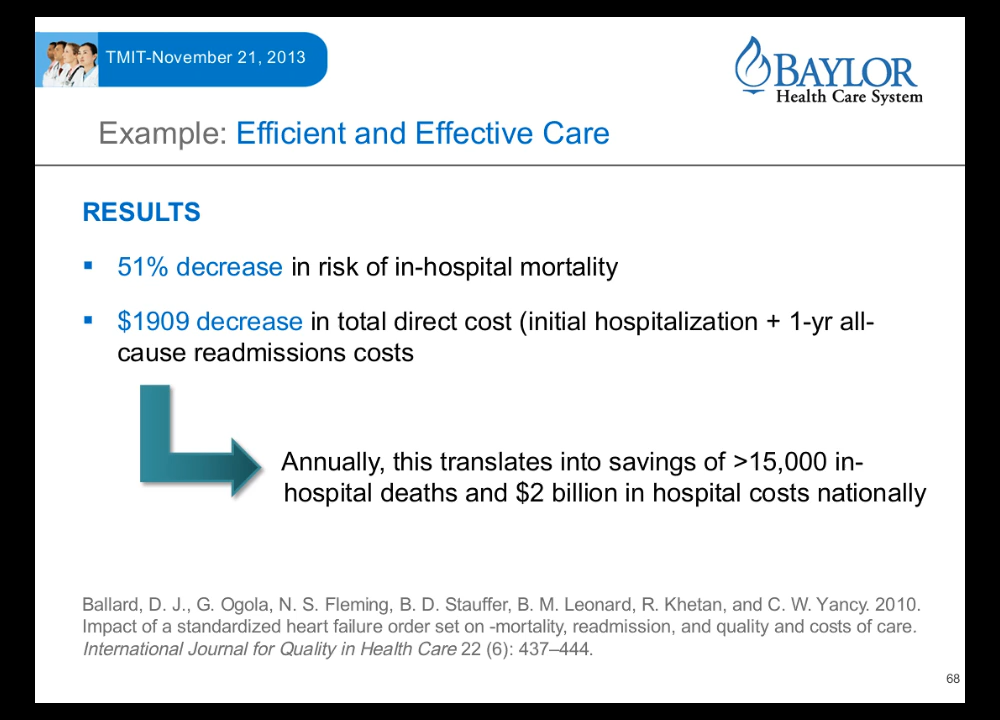 TMIT-November 21, 2013
BAYLOR
Health Care System
Example: Efficient and Effective Care
RESULTS
▪ 51% decrease in risk of in-hospital mortality
▪ $1909 decrease in total direct cost (initial hospitalization + 1-yr all-
cause readmissions costs
Annually, this translates into savings of >15,000 in-
hospital deaths and $2 billion in hospital costs nationally
Ballard, D. J., G. Ogola, N. S. Fleming, B. D. Stauffer, B. M. Leonard, R. Khetan, and C. W. Yancy. 2010.
Impact of a standardized heart failure order set on -mortality, readmission, and quality and costs of care.
International Journal for Quality in Health Care 22 (6): 437–444.
68